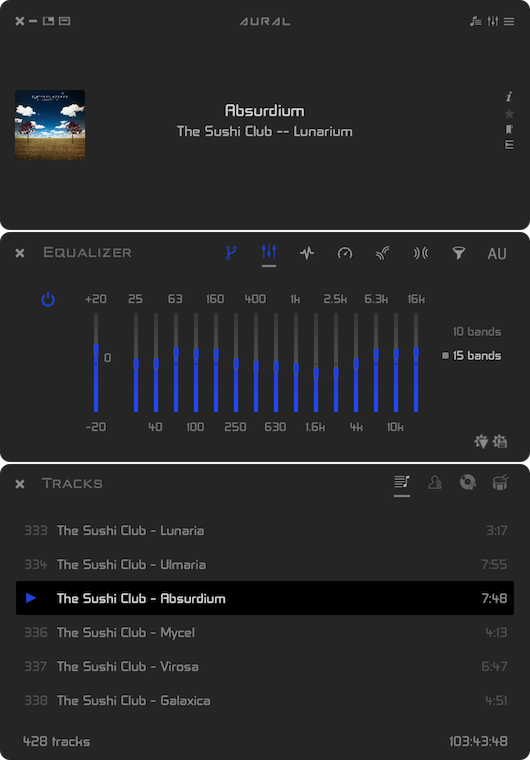 AURAL
Absurdium
The Sushi Club -- Lunarium
EQUALIZER AU
+20 25 63 160 400 1k 2.5k 6.3k 16k
10 bands
0
15 bands
-20 40 100 250 630 1.6k 4k 10k
TRACKS
333 The Sushi Club - Lunaria 3:17
334 The Sushi Club - Ulmaria 7:55
The Sushi Club - Absurdium 7:48
336 The Sushi Club - Mycel 4:13
337 The Sushi Club - Virosa 6:47
338 The Sushi Club - Galaxica 4:51
428 tracks 103:43:48